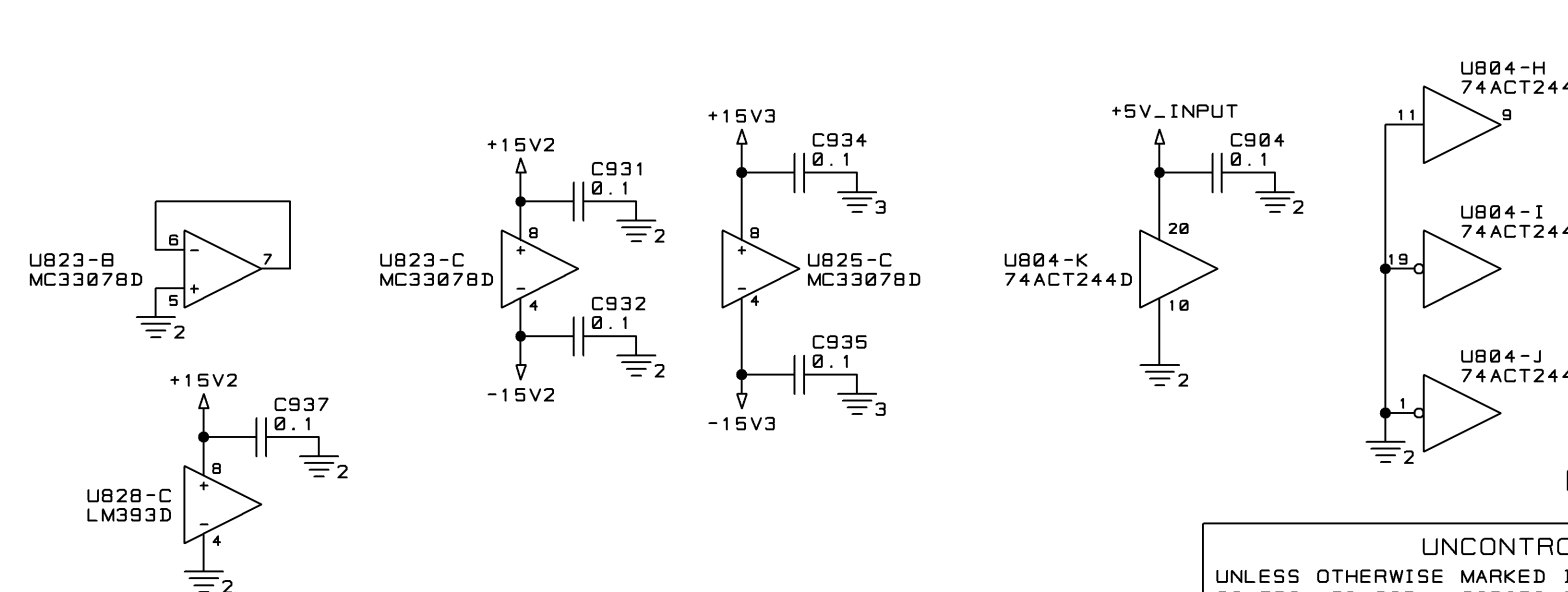 U823-B
MC33078D
6
-
7
5
+
2
+15V2
C937
0.1
2
8
+
U828-C
LM393D
-
4
2
+15V2
C931
0.1
2
8
+
U823-C
MC33078D
-
4
C932
0.1
2
-15V2
+15V3
C934
0.1
3
8
+
U825-C
MC33078D
-
4
C935
0.1
3
-15V3
+5V_INPUT
C904
0.1
2
20
U804-K
74ACT244D
10
2
U804-H
74ACT244
11
9
U804-I
74ACT244
19
U804-J
74ACT244
1
2
UNCONTRO
UNLESS OTHERWISE MARKED I